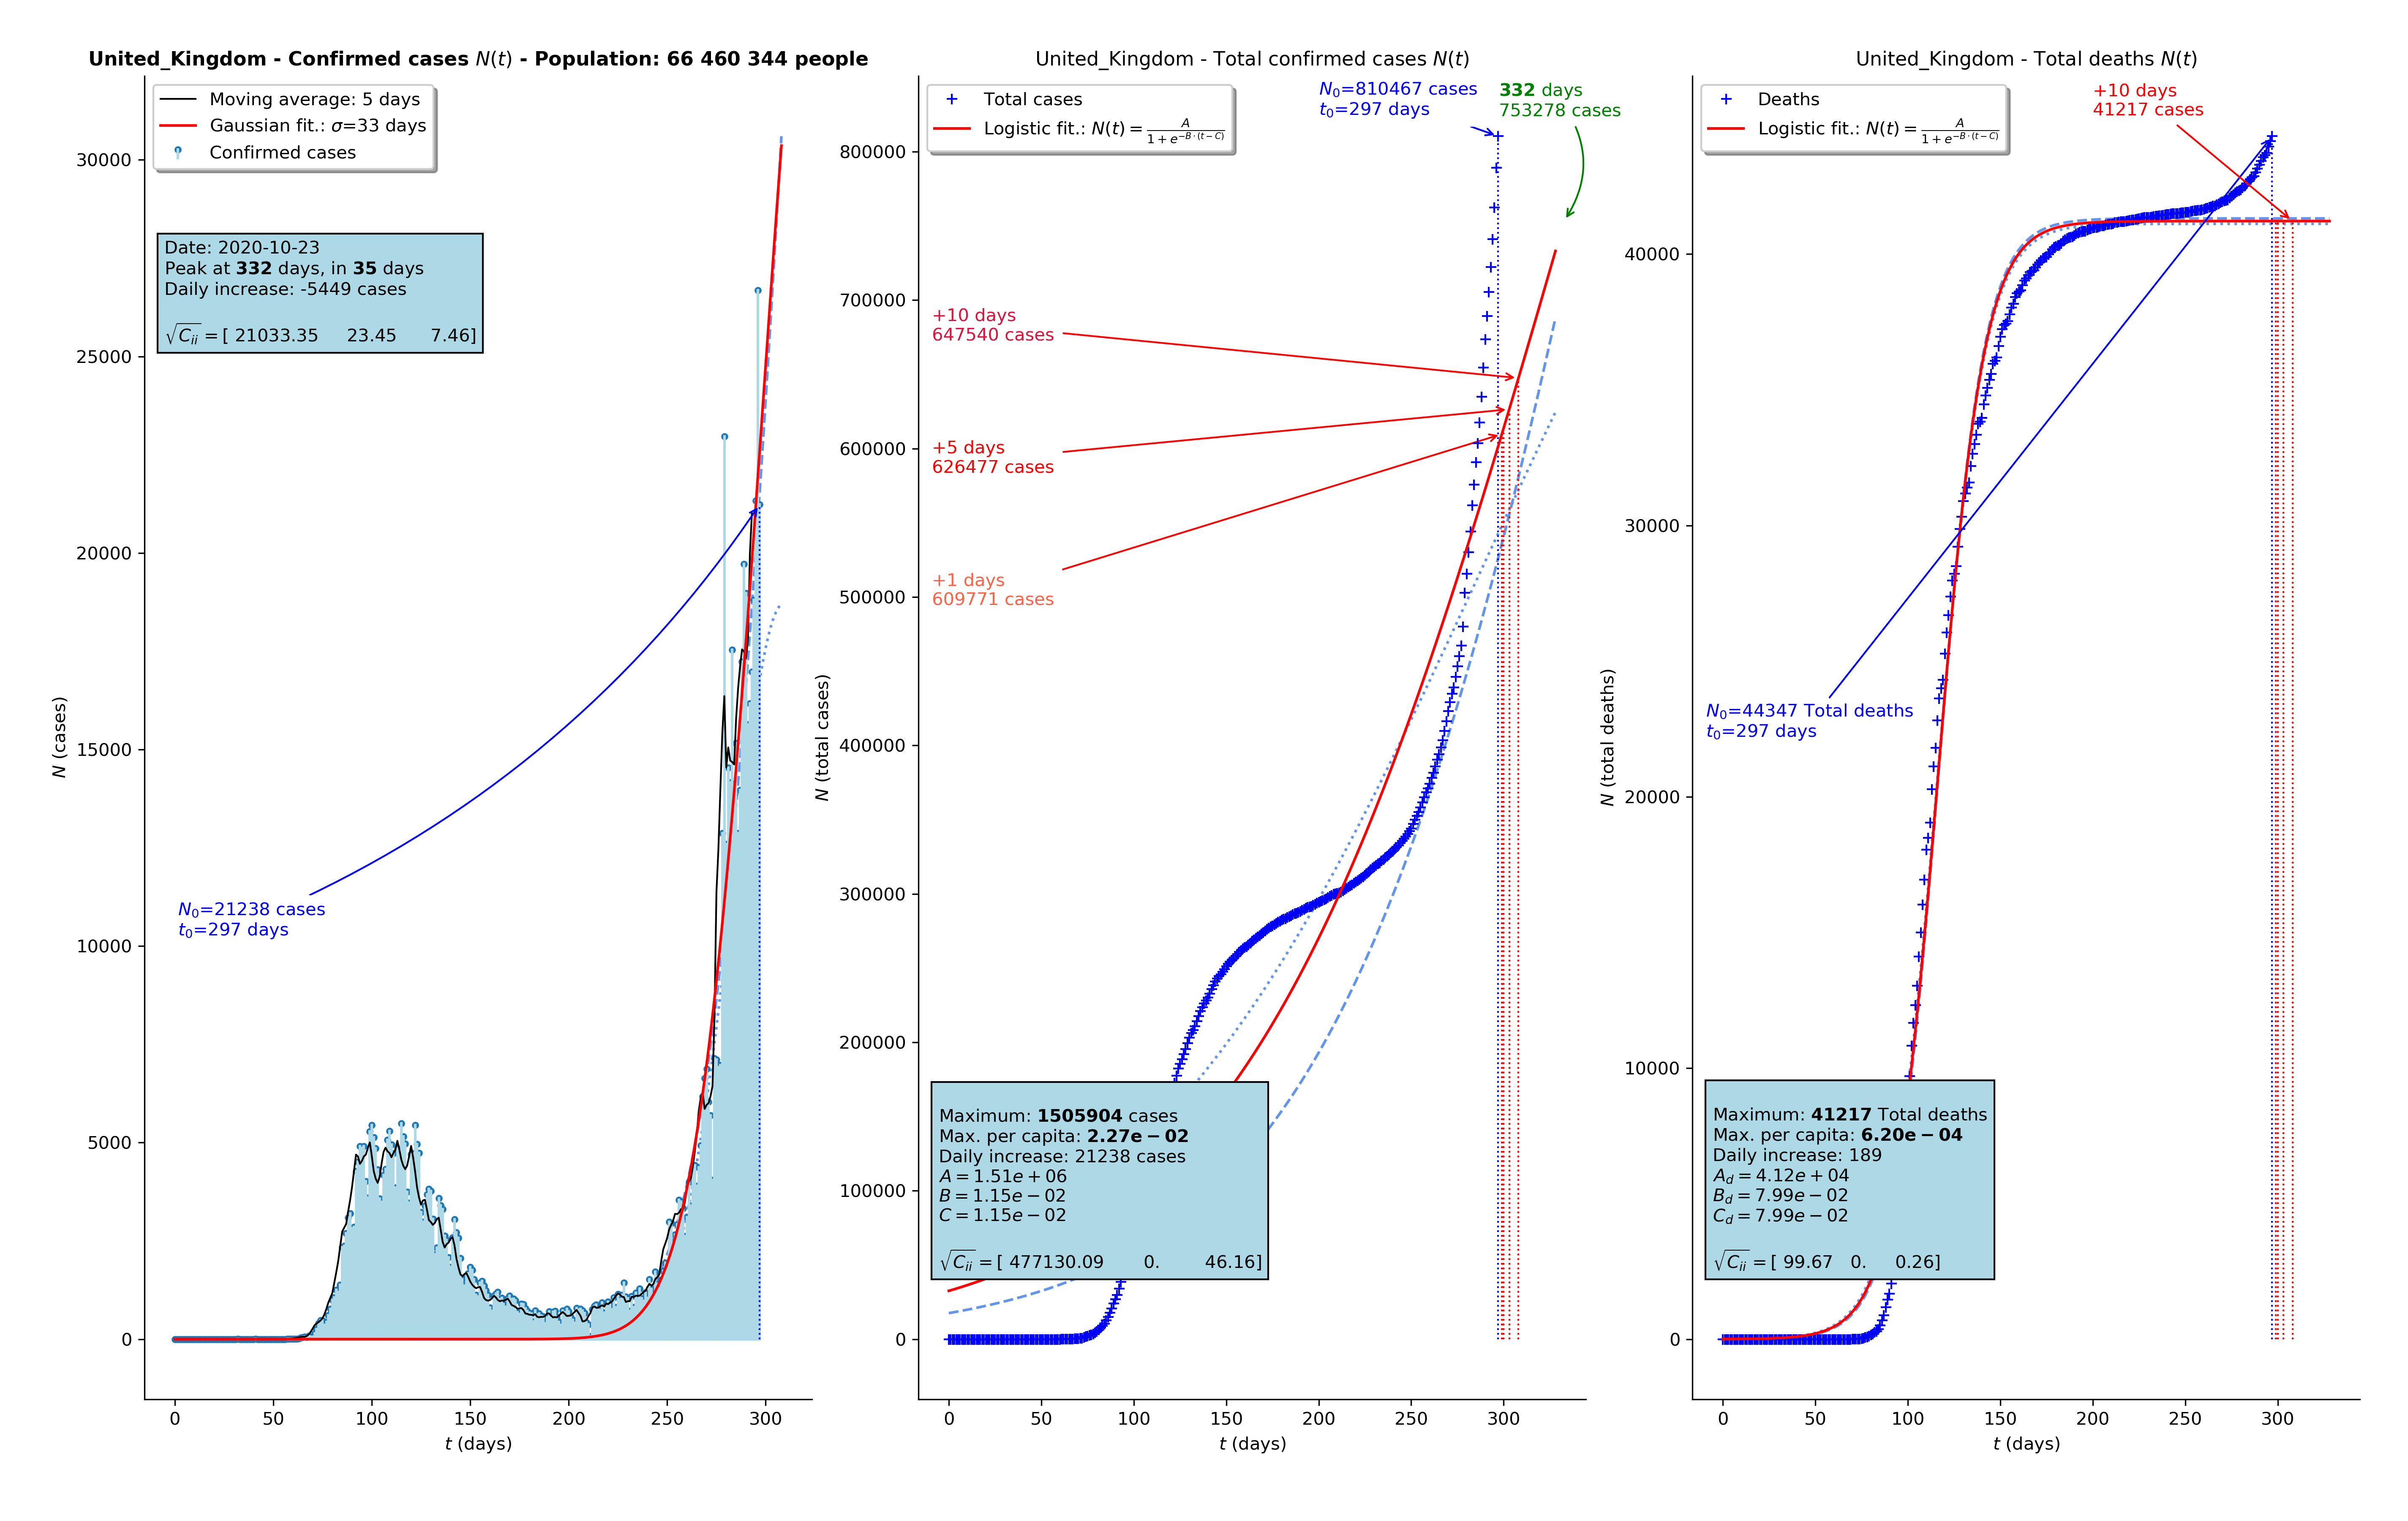 United_Kingdom - Confirmed cases N(t) - Population: 66 460 344 people
Moving average: 5 days
Gaussian fit.: σ=33 days
Confirmed cases
Date: 2020-10-23
Peak at 332 days, in 35 days
Daily increase: -5449 cases
√C_ii = [ 21033.35 23.45 7.46]
N₀=21238 cases
t₀=297 days
30000
25000
20000
15000
10000
5000
0
N (cases)
0 50 100 150 200 250 300
t (days)
United_Kingdom - Total confirmed cases N(t)
Total cases
Logistic fit.: N(t) = A / (1 + e^(−B·(t−C)))
N₀=810467 cases
t₀=297 days
332 days
753278 cases
+10 days
647540 cases
+5 days
626477 cases
+1 days
609771 cases
Maximum: 1505904 cases
Max. per capita: 2.27e − 02
Daily increase: 21238 cases
A = 1.51e + 06
B = 1.15e − 02
C = 1.15e − 02
√C_ii = [ 477130.09 0. 46.16]
800000
700000
600000
500000
400000
300000
200000
100000
0
N (total cases)
0 50 100 150 200 250 300
t (days)
United_Kingdom - Total deaths N(t)
Deaths
Logistic fit.: N(t) = A / (1 + e^(−B·(t−C)))
+10 days
41217 cases
N₀=44347 Total deaths
t₀=297 days
Maximum: 41217 Total deaths
Max. per capita: 6.20e − 04
Daily increase: 189
A_d = 4.12e + 04
B_d = 7.99e − 02
C_d = 7.99e − 02
√C_ii = [ 99.67 0. 0.26]
40000
30000
20000
10000
0
N (total deaths)
0 50 100 150 200 250 300
t (days)